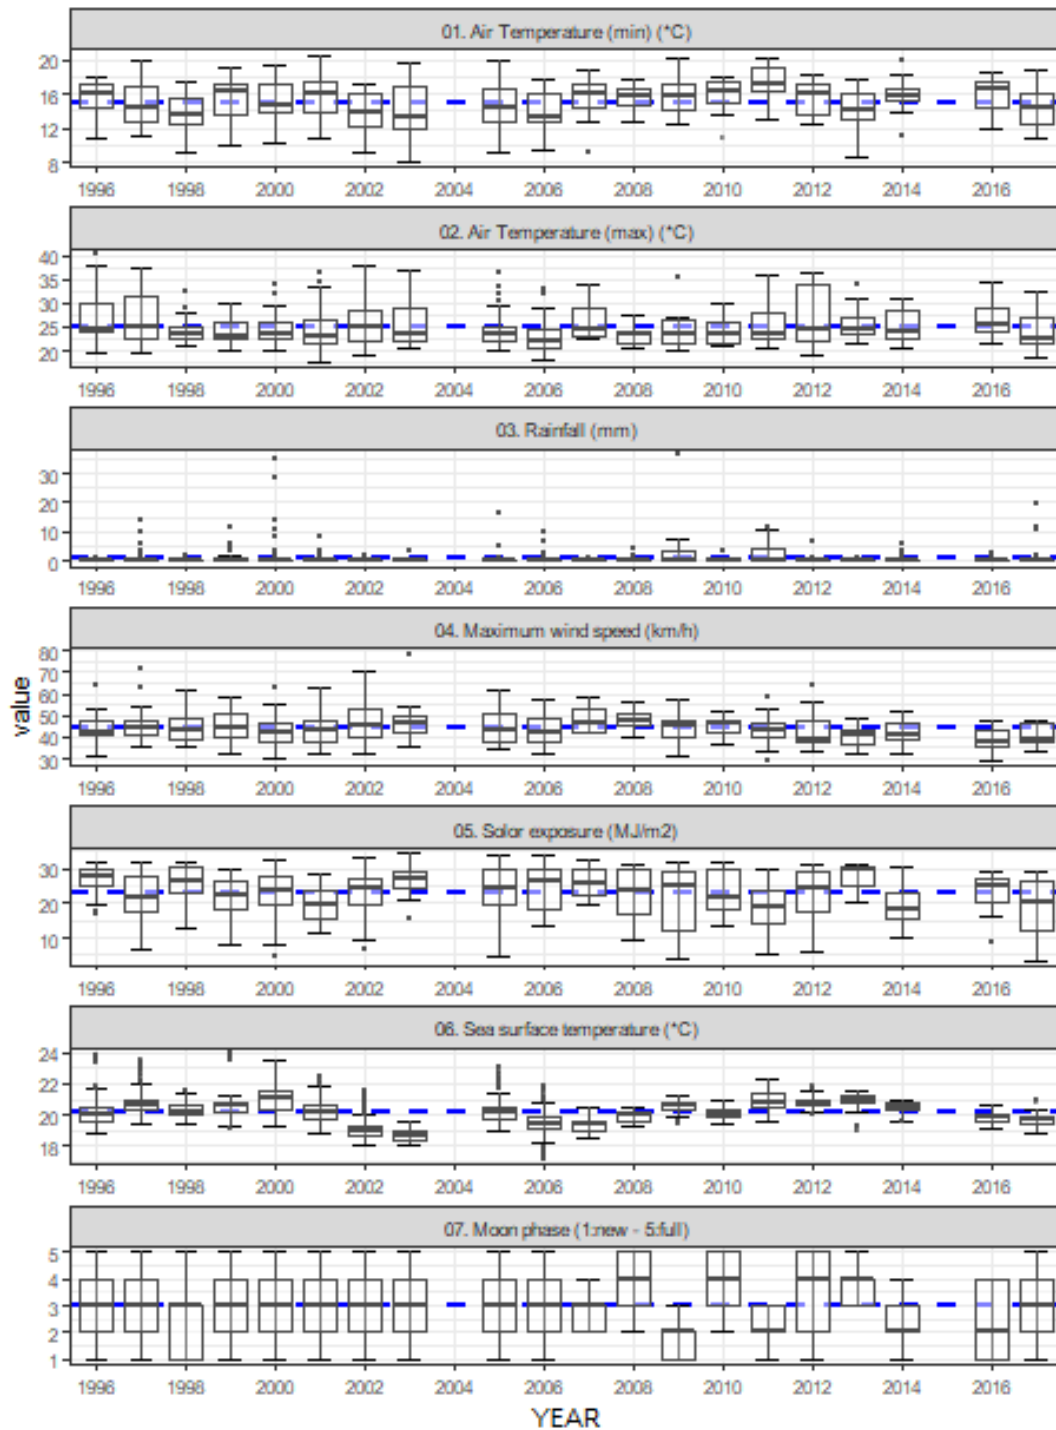 01. Air Temperature (min) (*C)
20
16
12
8
1996 1998 2000 2002 2004 2006 2008 2010 2012 2014 2016
02. Air Temperature (max) (*C)
40
35
30
25
20
1996 1998 2000 2002 2004 2006 2008 2010 2012 2014 2016
03. Rainfall (mm)
30
20
10
0
1996 1998 2000 2002 2004 2006 2008 2010 2012 2014 2016
04. Maximum wind speed (km/h)
80
70
60
50
40
30
1996 1998 2000 2002 2004 2006 2008 2010 2012 2014 2016
value
05. Solor exposure (MJ/m2)
30
20
10
1996 1998 2000 2002 2004 2006 2008 2010 2012 2014 2016
06. Sea surface temperature (*C)
24
22
20
18
1996 1998 2000 2002 2004 2006 2008 2010 2012 2014 2016
07. Moon phase (1:new - 5:full)
5
4
3
2
1
1996 1998 2000 2002 2004 2006 2008 2010 2012 2014 2016
YEAR